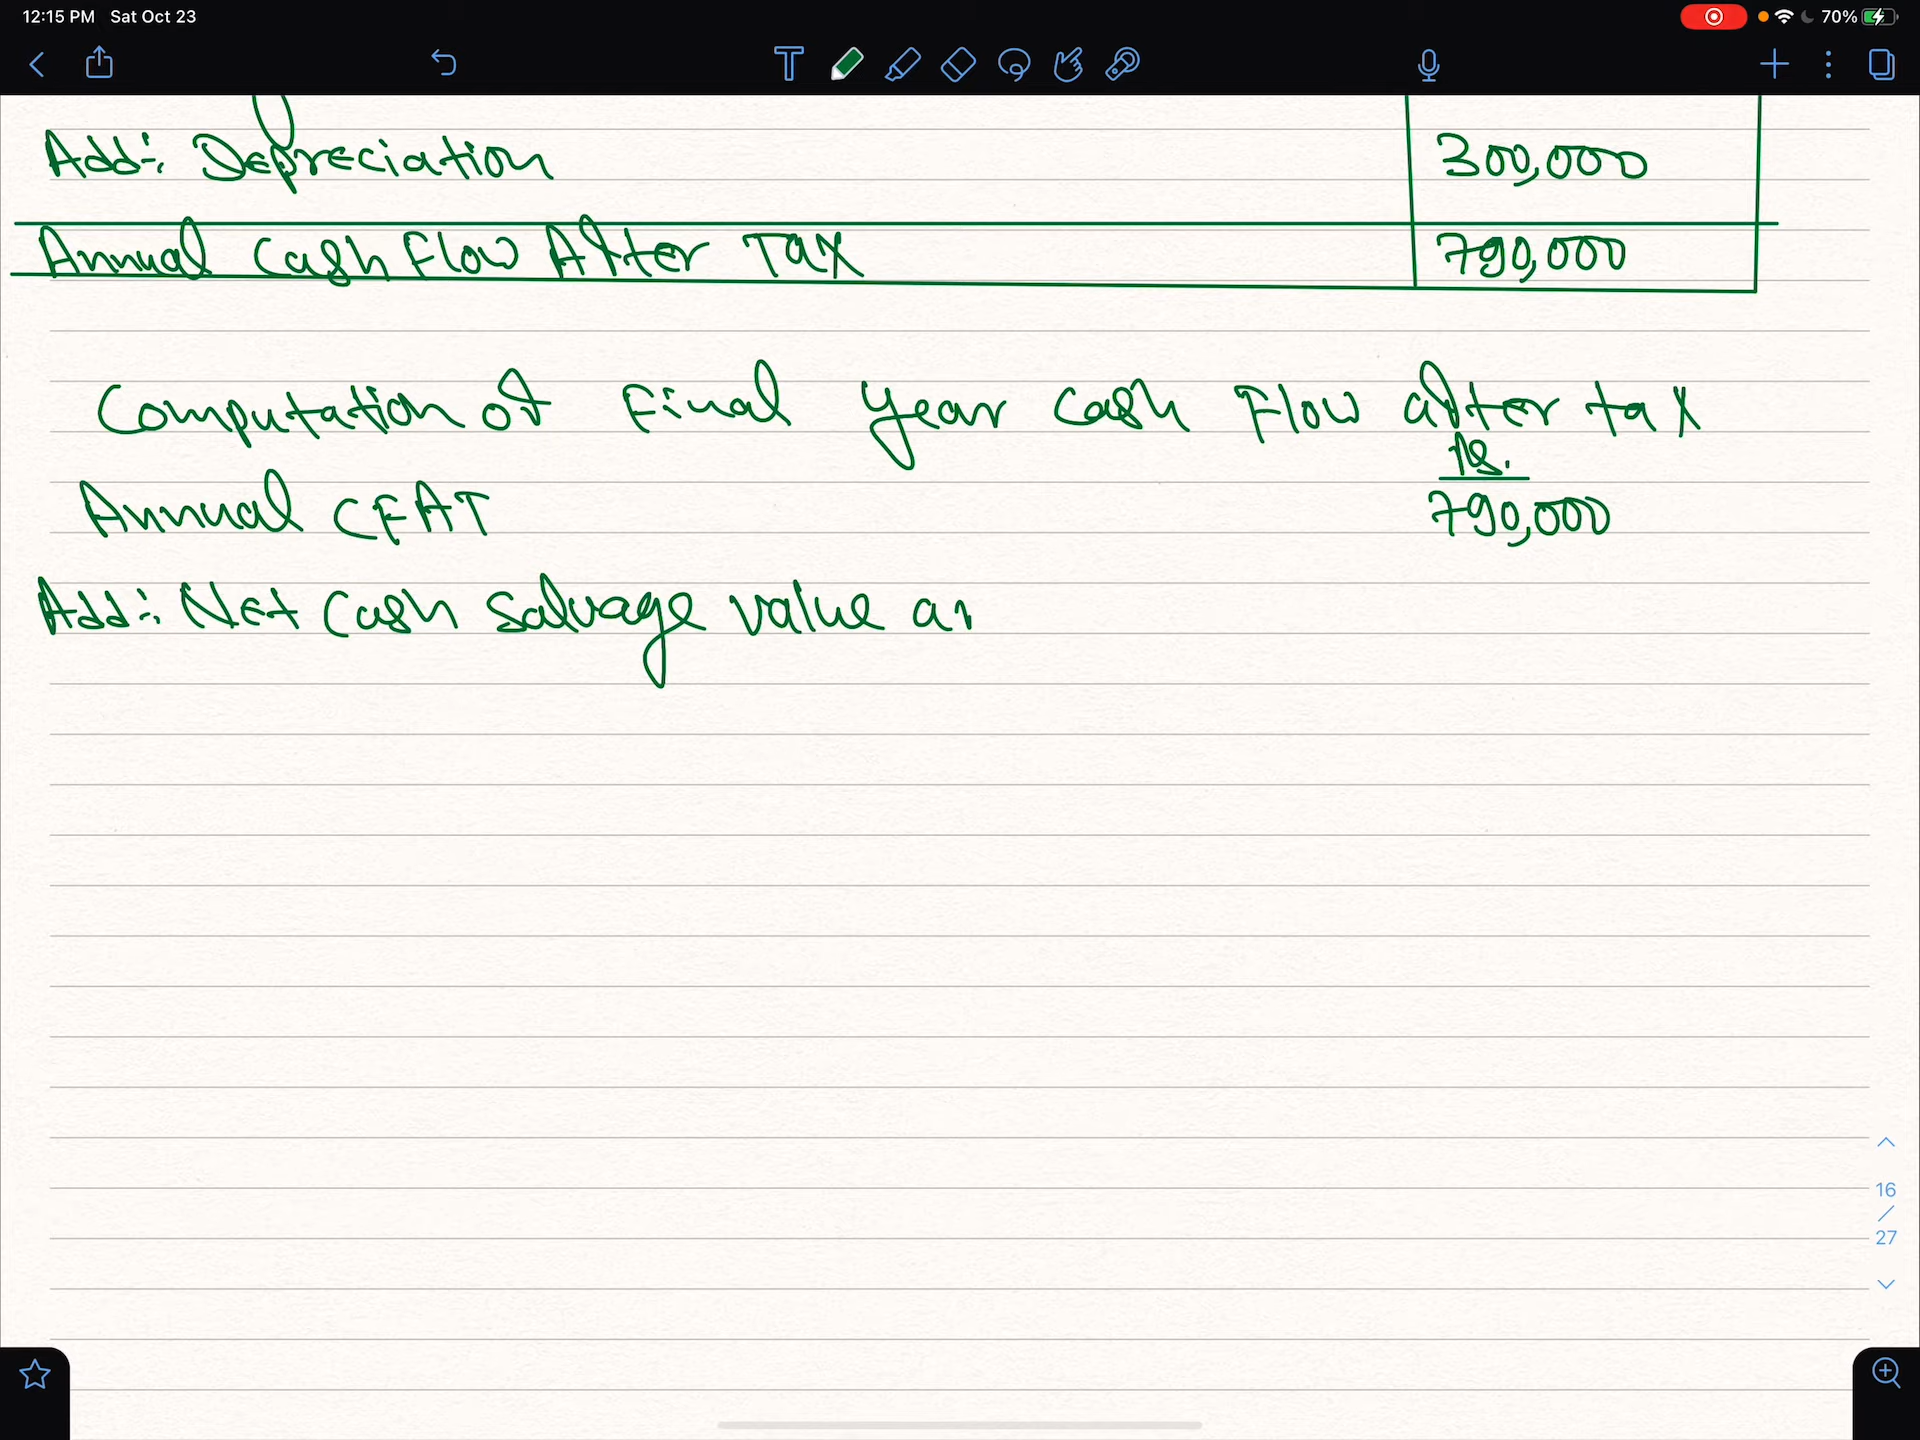 12:15 PM Sat Oct 23 70%
Add:. Depreciation 300,000
Annual Cash Flow After Tax 790,000
Computation of Final Year Cash Flow after tax
Rs.
Annual CFAT 790,000
Add:. Net Cash Salvage value
16
/
27